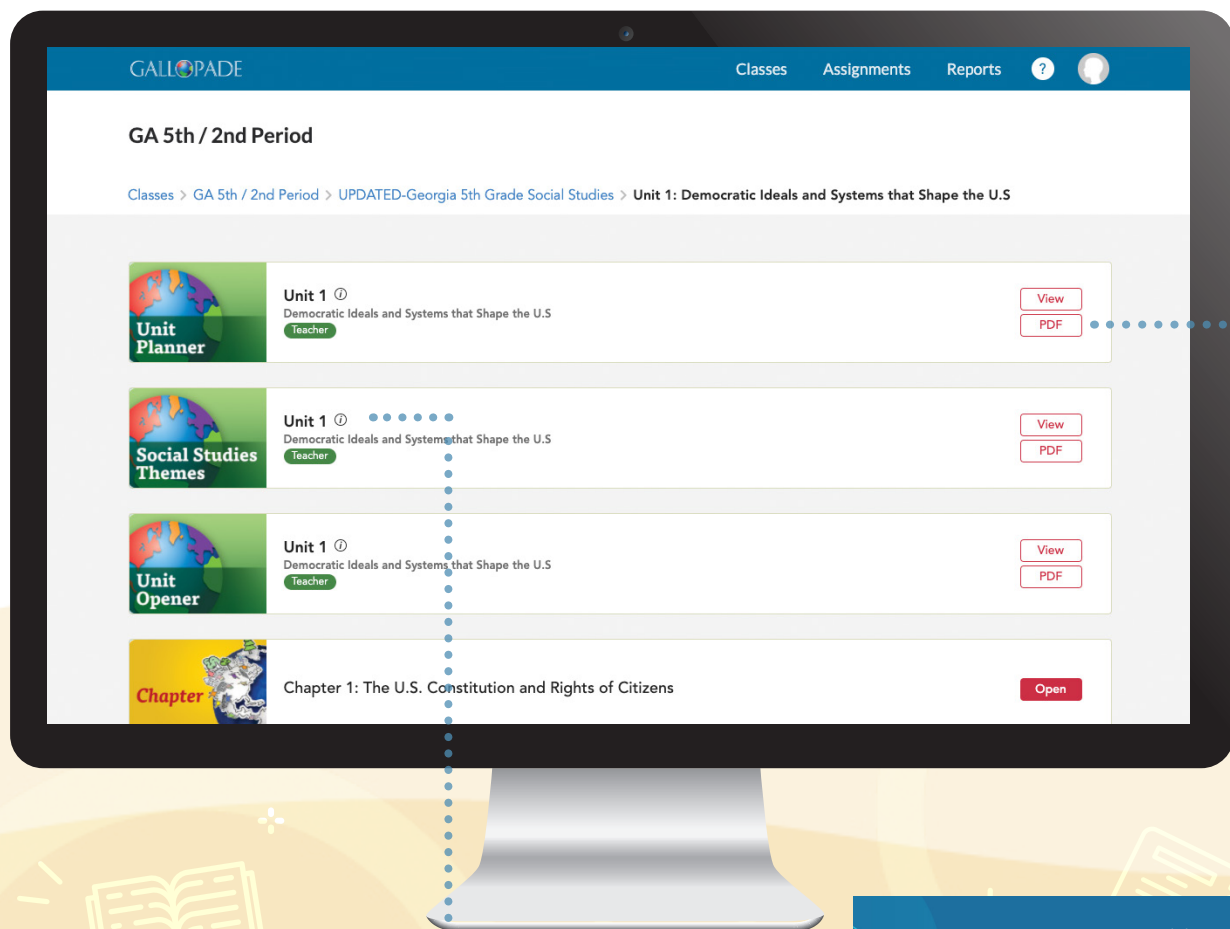 GALLOPADE
Classes Assignments Reports ?
GA 5th / 2nd Period
Classes > GA 5th / 2nd Period > UPDATED-Georgia 5th Grade Social Studies > Unit 1: Democratic Ideals and Systems that Shape the U.S
Unit
Planner
Unit 1 i
Democratic Ideals and Systems that Shape the U.S
Teacher
View
PDF
Social Studies
Themes
Unit 1 i
Democratic Ideals and Systems that Shape the U.S
Teacher
View
PDF
Unit
Opener
Unit 1 i
Democratic Ideals and Systems that Shape the U.S
Teacher
View
PDF
Chapter
Chapter 1: The U.S. Constitution and Rights of Citizens
Open